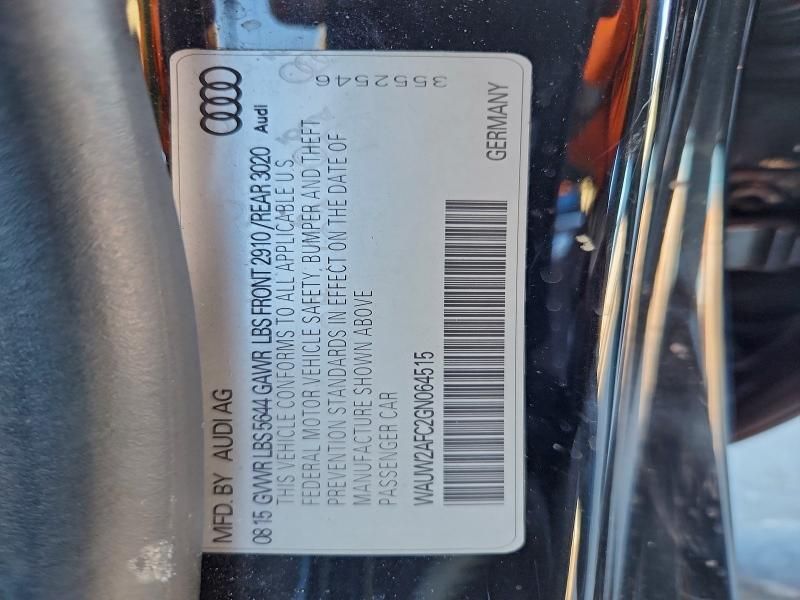 MFD. BY AUDI AG
Audi
08 15 GVWR LBS 5644 GAWR LBS FRONT 2910 / REAR 3020
THIS VEHICLE CONFORMS TO ALL APPLICABLE U.S.
FEDERAL MOTOR VEHICLE SAFETY, BUMPER AND THEFT
PREVENTION STANDARDS IN EFFECT ON THE DATE OF
MANUFACTURE SHOWN ABOVE
PASSENGER CAR
3552546
WAUW2AFC2GN064515
GERMANY